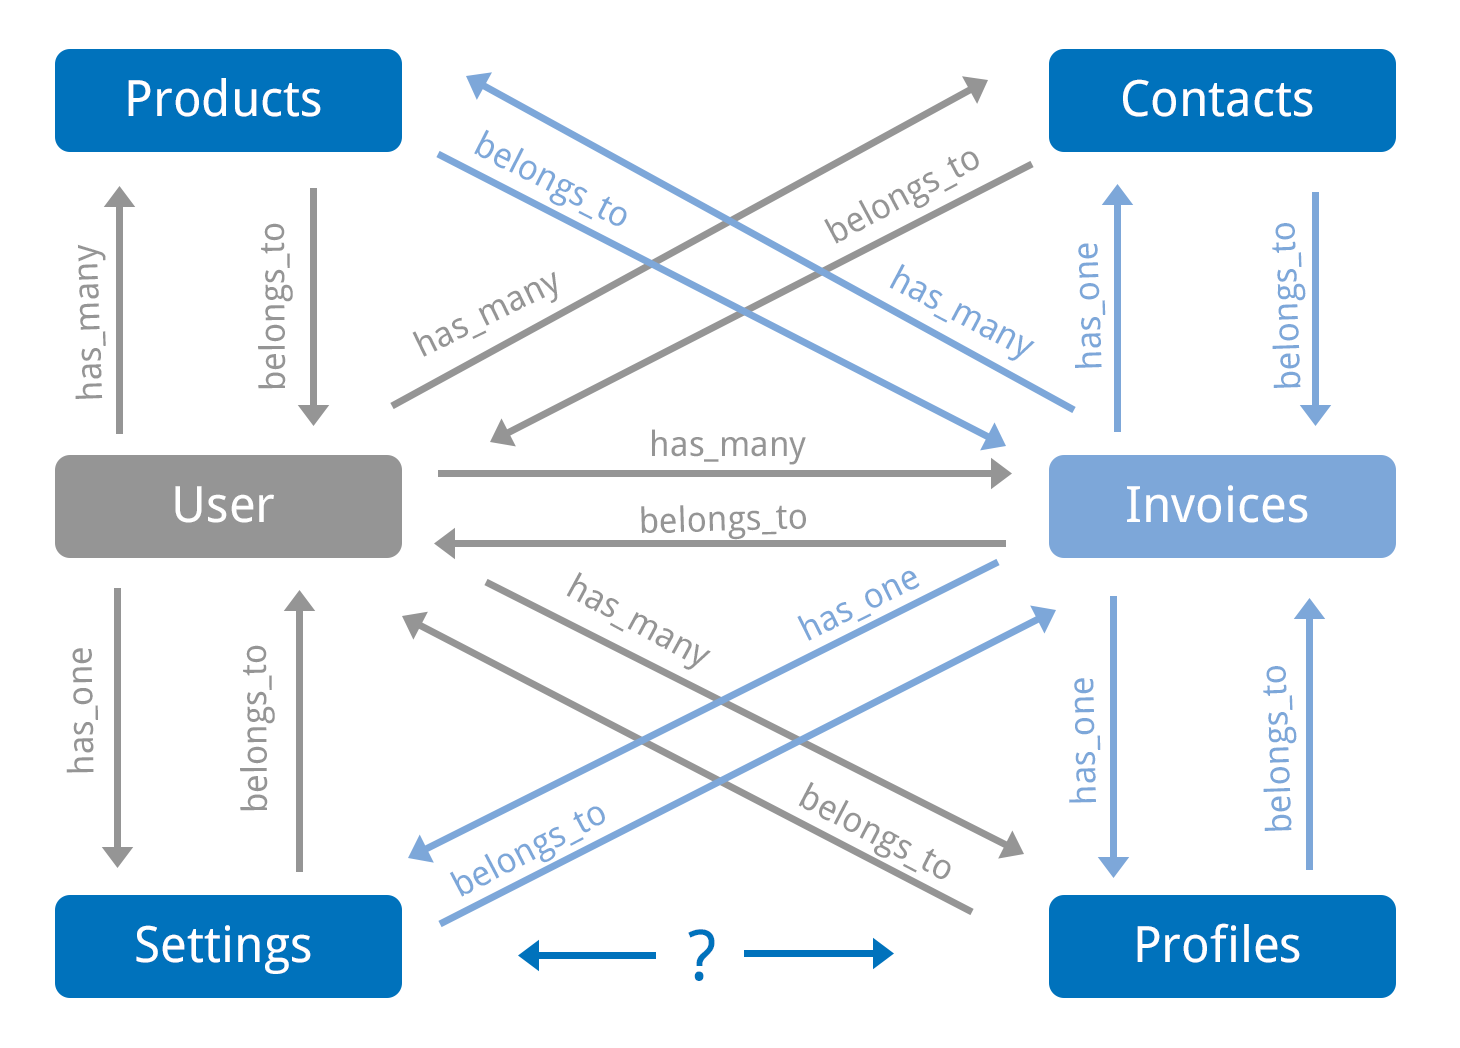 Products
Contacts
belongs_to
belongs_to
has_many
belongs_to
has_many
has_many
has_one
belongs_to
has_many
User
Invoices
belongs_to
has_many
has_one
has_one
belongs_to
has_one
belongs_to
belongs_to
belongs_to
Settings
?
Profiles